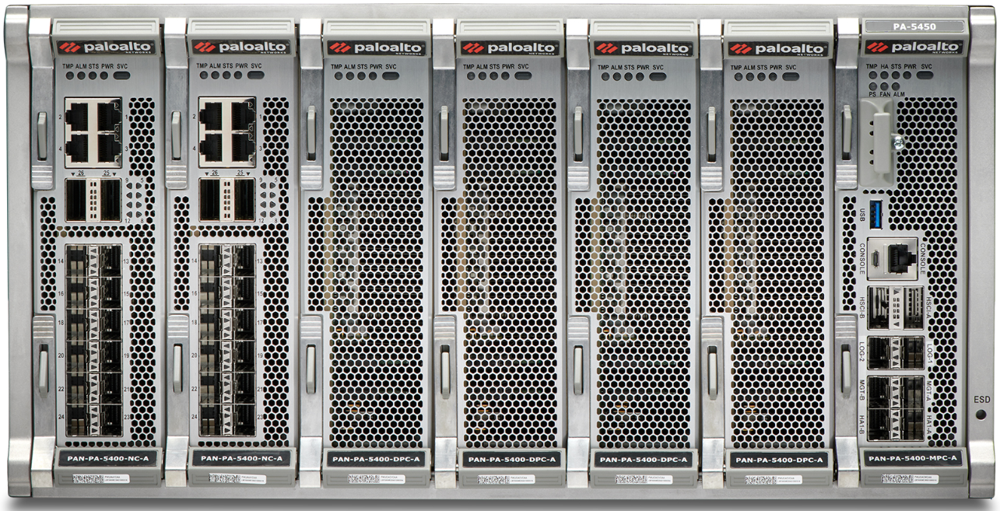 PA-5450
paloalto
NETWORKS
TMP ALM STS PWR SVC
2 1
4 3
26 25
9 5
12 8
14 13
16 15
18 17
20 19
22 21
24 23
PAN-PA-5400-NC-A
paloalto
NETWORKS
TMP ALM STS PWR SVC
2 1
4 3
26 25
9 5
12 8
14 13
16 15
18 17
20 19
22 21
24 23
PAN-PA-5400-NC-A
paloalto
NETWORKS
TMP ALM STS PWR SVC
PAN-PA-5400-DPC-A
paloalto
NETWORKS
TMP ALM STS PWR SVC
PAN-PA-5400-DPC-A
paloalto
NETWORKS
TMP ALM STS PWR SVC
PAN-PA-5400-DPC-A
paloalto
NETWORKS
TMP ALM STS PWR SVC
PAN-PA-5400-DPC-A
paloalto
NETWORKS
TMP HA STS PWR SVC
PS FAN ALM
USB
CONSOLE CONSOLE
HSCI-B HSCI-A
LOG-2 LOG-1
MGT-B MGT-A
HA1-B HA1-A
PAN-PA-5400-MPC-A
ESD